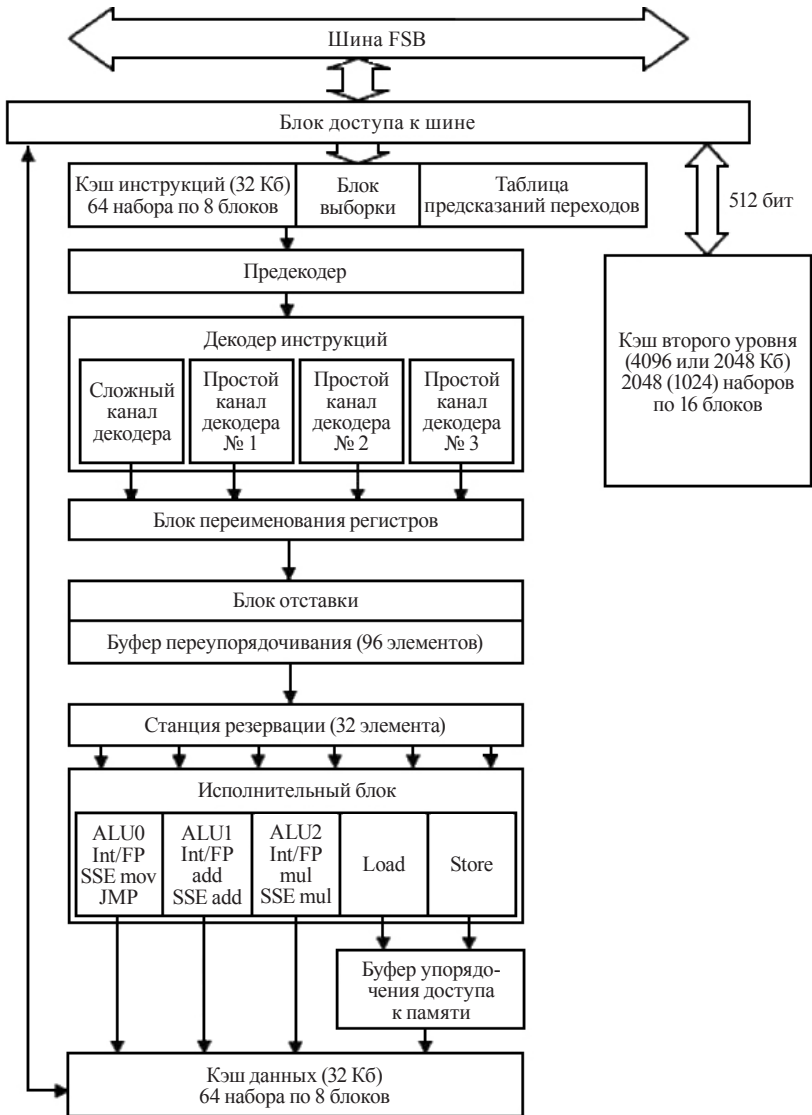 Шина FSB
Блок доступа к шине
Кэш инструкций (32 Кб)
64 набора по 8 блоков
Блок
выборки
Таблица
предсказаний переходов
512 бит
Предекодер
Кэш второго уровня
(4096 или 2048 Кб)
2048 (1024) наборов
по 16 блоков
Декодер инструкций
Сложный
канал
декодера
Простой
канал
декодера
№ 1
Простой
канал
декодера
№ 2
Простой
канал
декодера
№ 3
Блок переименования регистров
Блок отставки
Буфер переупорядочивания (96 элементов)
Станция резервации (32 элемента)
Исполнительный блок
ALU0
Int/FP
SSE mov
JMP
ALU1
Int/FP
add
SSE add
ALU2
Int/FP
mul
SSE mul
Load
Store
Буфер упорядо-
чения доступа
к памяти
Кэш данных (32 Кб)
64 набора по 8 блоков